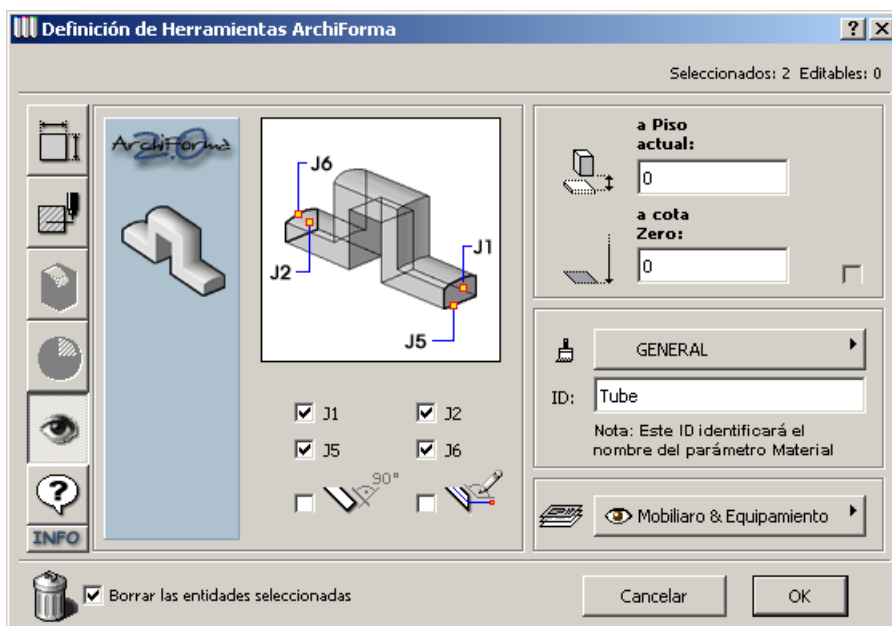 Definición de Herramientas ArchiForma
Seleccionados: 2 Editables: 0
ArchiForma
2.0
J6
J2
J1
J5
a Piso
actual:
0
a cota
Zero:
0
GENERAL
ID: Tube
Nota: Este ID identificará el
nombre del parámetro Material
J1 J2
J5 J6
90°
Mobiliaro & Equipamiento
INFO
Borrar las entidades seleccionadas
Cancelar OK